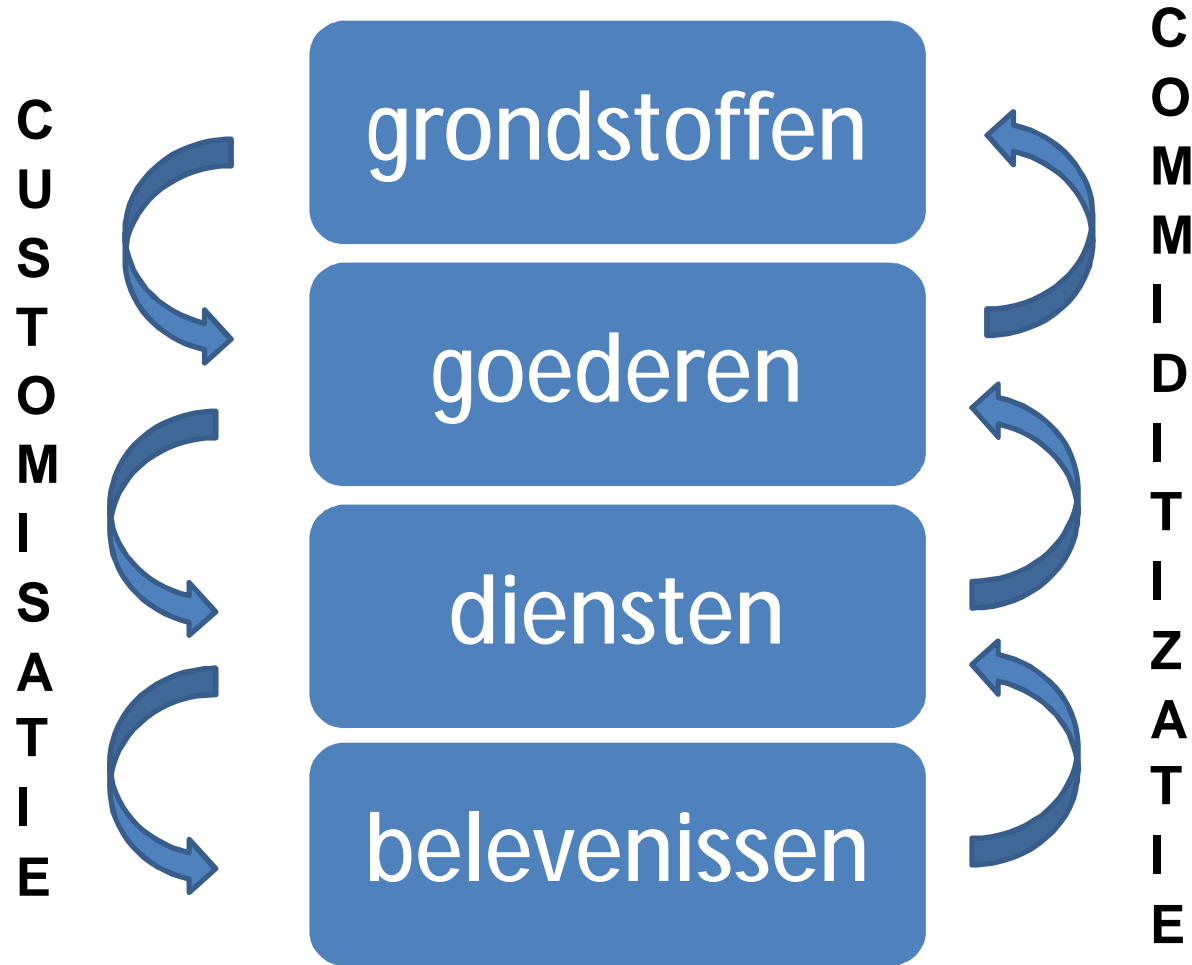 CUSTOMISATIE
grondstoffen
goederen
diensten
belevenissen
COMMIDITIZATIE